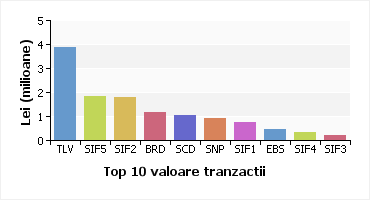 Lei (milioane)
5
4
3
2
1
0
TLV SIF5 SIF2 BRD SCD SNP SIF1 EBS SIF4 SIF3
Top 10 valoare tranzactii